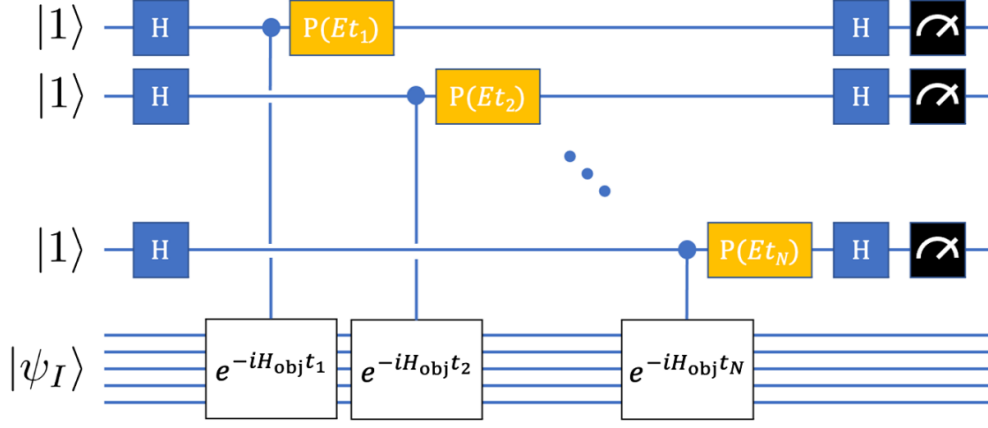 |1⟩ H P(Et₁) H
|1⟩ H P(Et₂) H
|1⟩ H P(Et_N) H
|ψ_I⟩ e^{-iH_obj t₁} e^{-iH_obj t₂} e^{-iH_obj t_N}